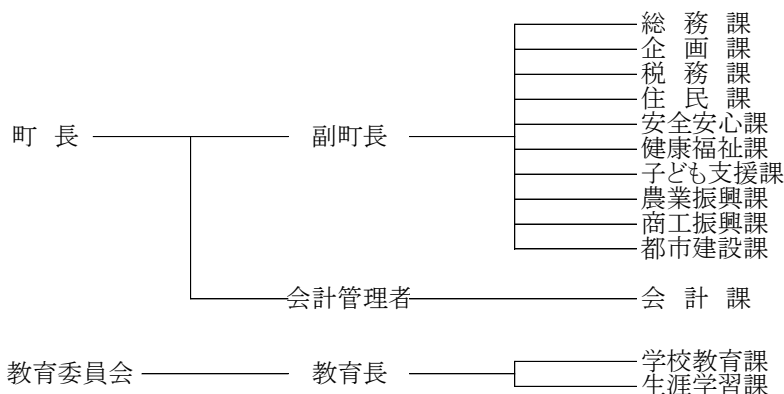 総務課
企画課
税務課
住民課
町長 副町長 安全安心課
健康福祉課
子ども支援課
農業振興課
商工振興課
都市建設課
会計管理者 会計課
学校教育課
教育委員会 教育長
生涯学習課